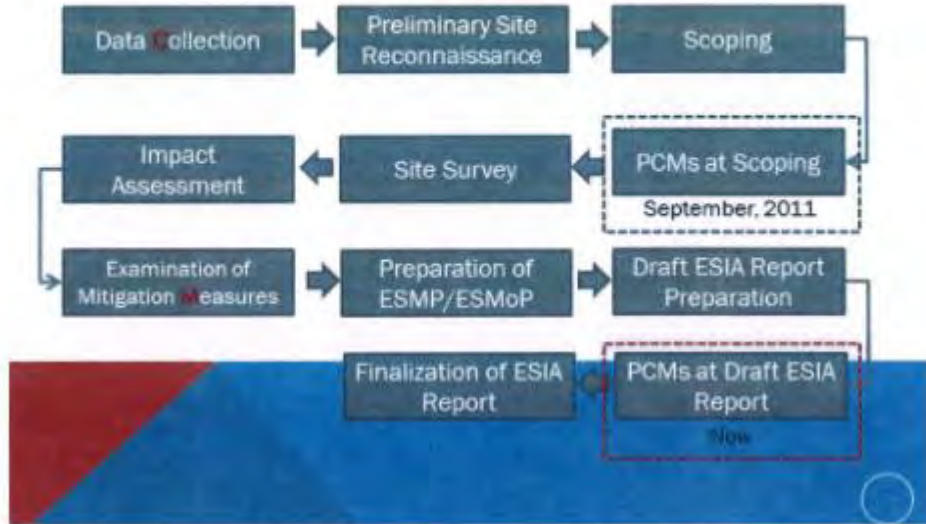 Data Collection
Preliminary Site
Reconnaissance
Scoping
PCMs at Scoping
September, 2011
Site Survey
Impact
Assessment
Examination of
Mitigation Measures
Preparation of
ESMP/ESMoP
Draft ESIA Report
Preparation
PCMs at Draft ESIA
Report
Now
Finalization of ESIA
Report